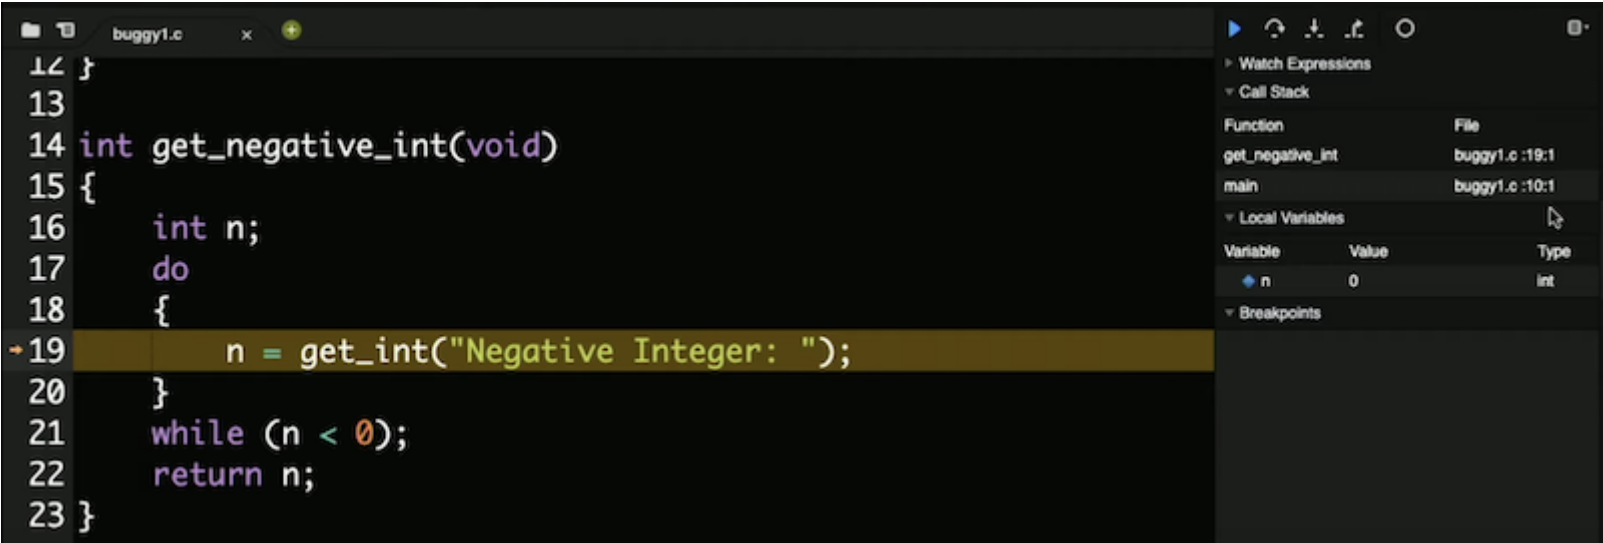 buggy1.c ×
12 }
13
14 int get_negative_int(void)
15 {
16 int n;
17 do
18 {
19 n = get_int("Negative Integer: ");
20 }
21 while (n < 0);
22 return n;
23 }
Watch Expressions
Call Stack
Function File
get_negative_int buggy1.c :19:1
main buggy1.c :10:1
Local Variables
Variable Value Type
n 0 int
Breakpoints